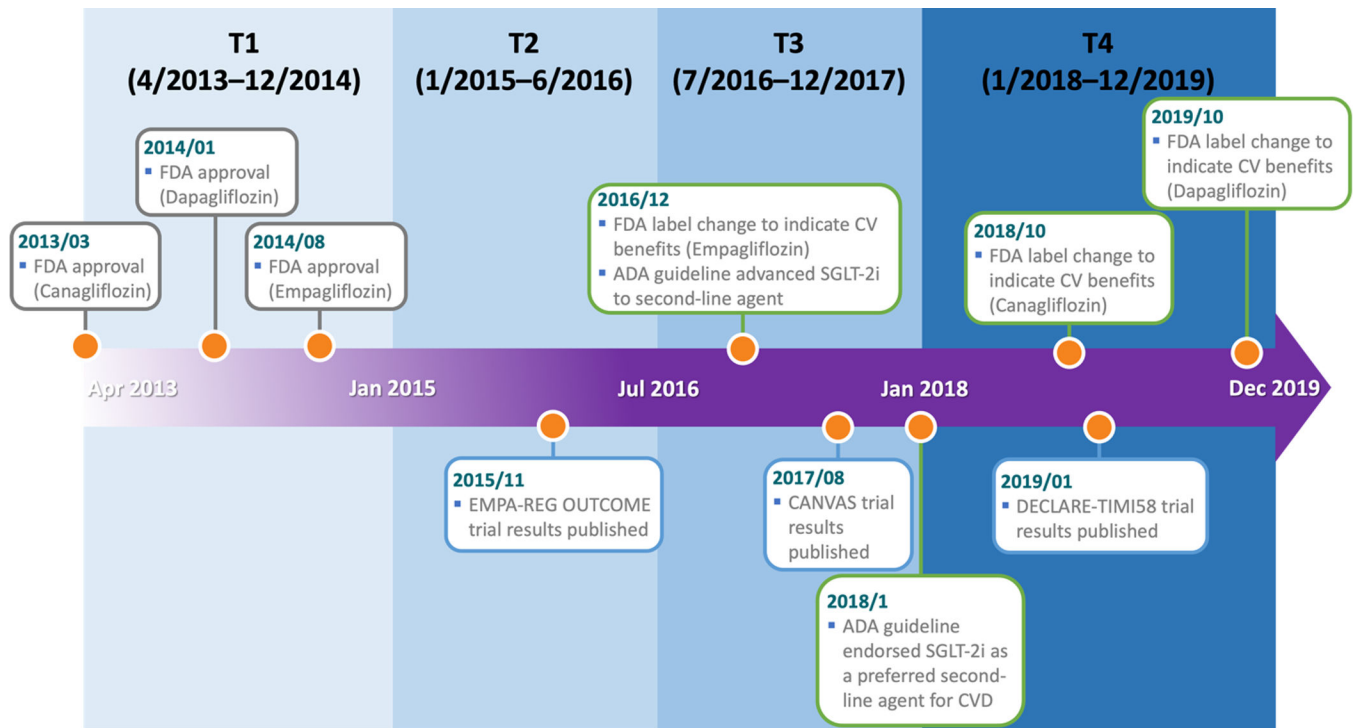 T1
(4/2013–12/2014)
T2
(1/2015–6/2016)
T3
(7/2016–12/2017)
T4
(1/2018–12/2019)
2013/03
▪ FDA approval
(Canagliflozin)
2014/01
▪ FDA approval
(Dapagliflozin)
2014/08
▪ FDA approval
(Empagliflozin)
2016/12
▪ FDA label change to indicate CV
benefits (Empagliflozin)
▪ ADA guideline advanced SGLT-2i
to second-line agent
2018/10
▪ FDA label change to
indicate CV benefits
(Canagliflozin)
2019/10
▪ FDA label change to
indicate CV benefits
(Dapagliflozin)
Apr 2013
Jan 2015
Jul 2016
Jan 2018
Dec 2019
2015/11
▪ EMPA-REG OUTCOME
trial results published
2017/08
▪ CANVAS trial
results
published
2018/1
▪ ADA guideline
endorsed SGLT-2i as
a preferred second-
line agent for CVD
2019/01
▪ DECLARE-TIMI58 trial
results published